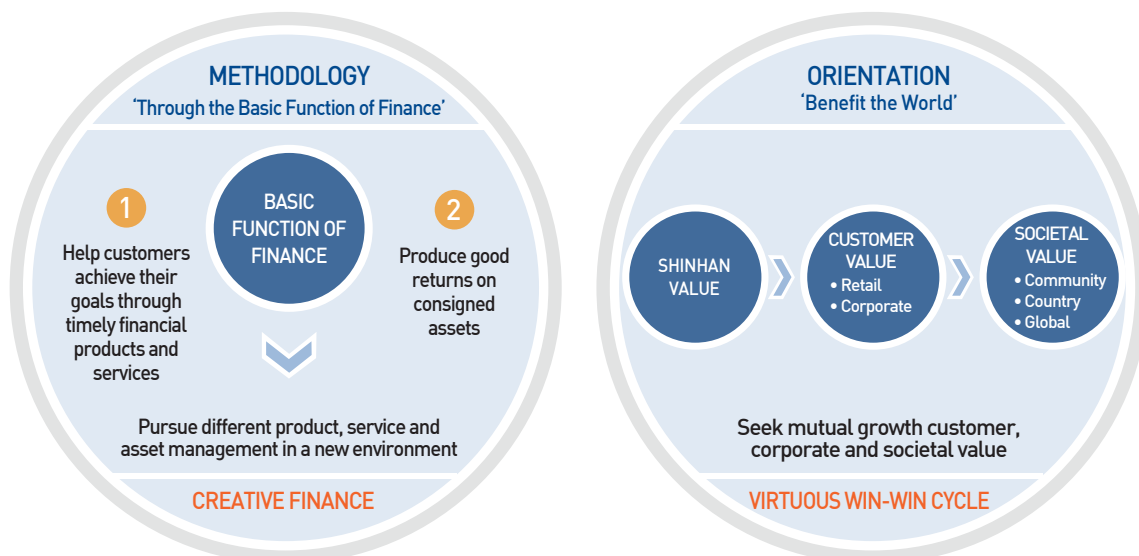 METHODOLOGY
‘Through the Basic Function of Finance’
1
Help customers
achieve their
goals through
timely financial
products and
services
BASIC
FUNCTION OF
FINANCE
2
Produce good
returns on
consigned
assets
Pursue different product, service and
asset management in a new environment
CREATIVE FINANCE
ORIENTATION
‘Benefit the World’
SHINHAN
VALUE
CUSTOMER
VALUE
• Retail
• Corporate
SOCIETAL
VALUE
• Community
• Country
• Global
Seek mutual growth customer,
corporate and societal value
VIRTUOUS WIN-WIN CYCLE